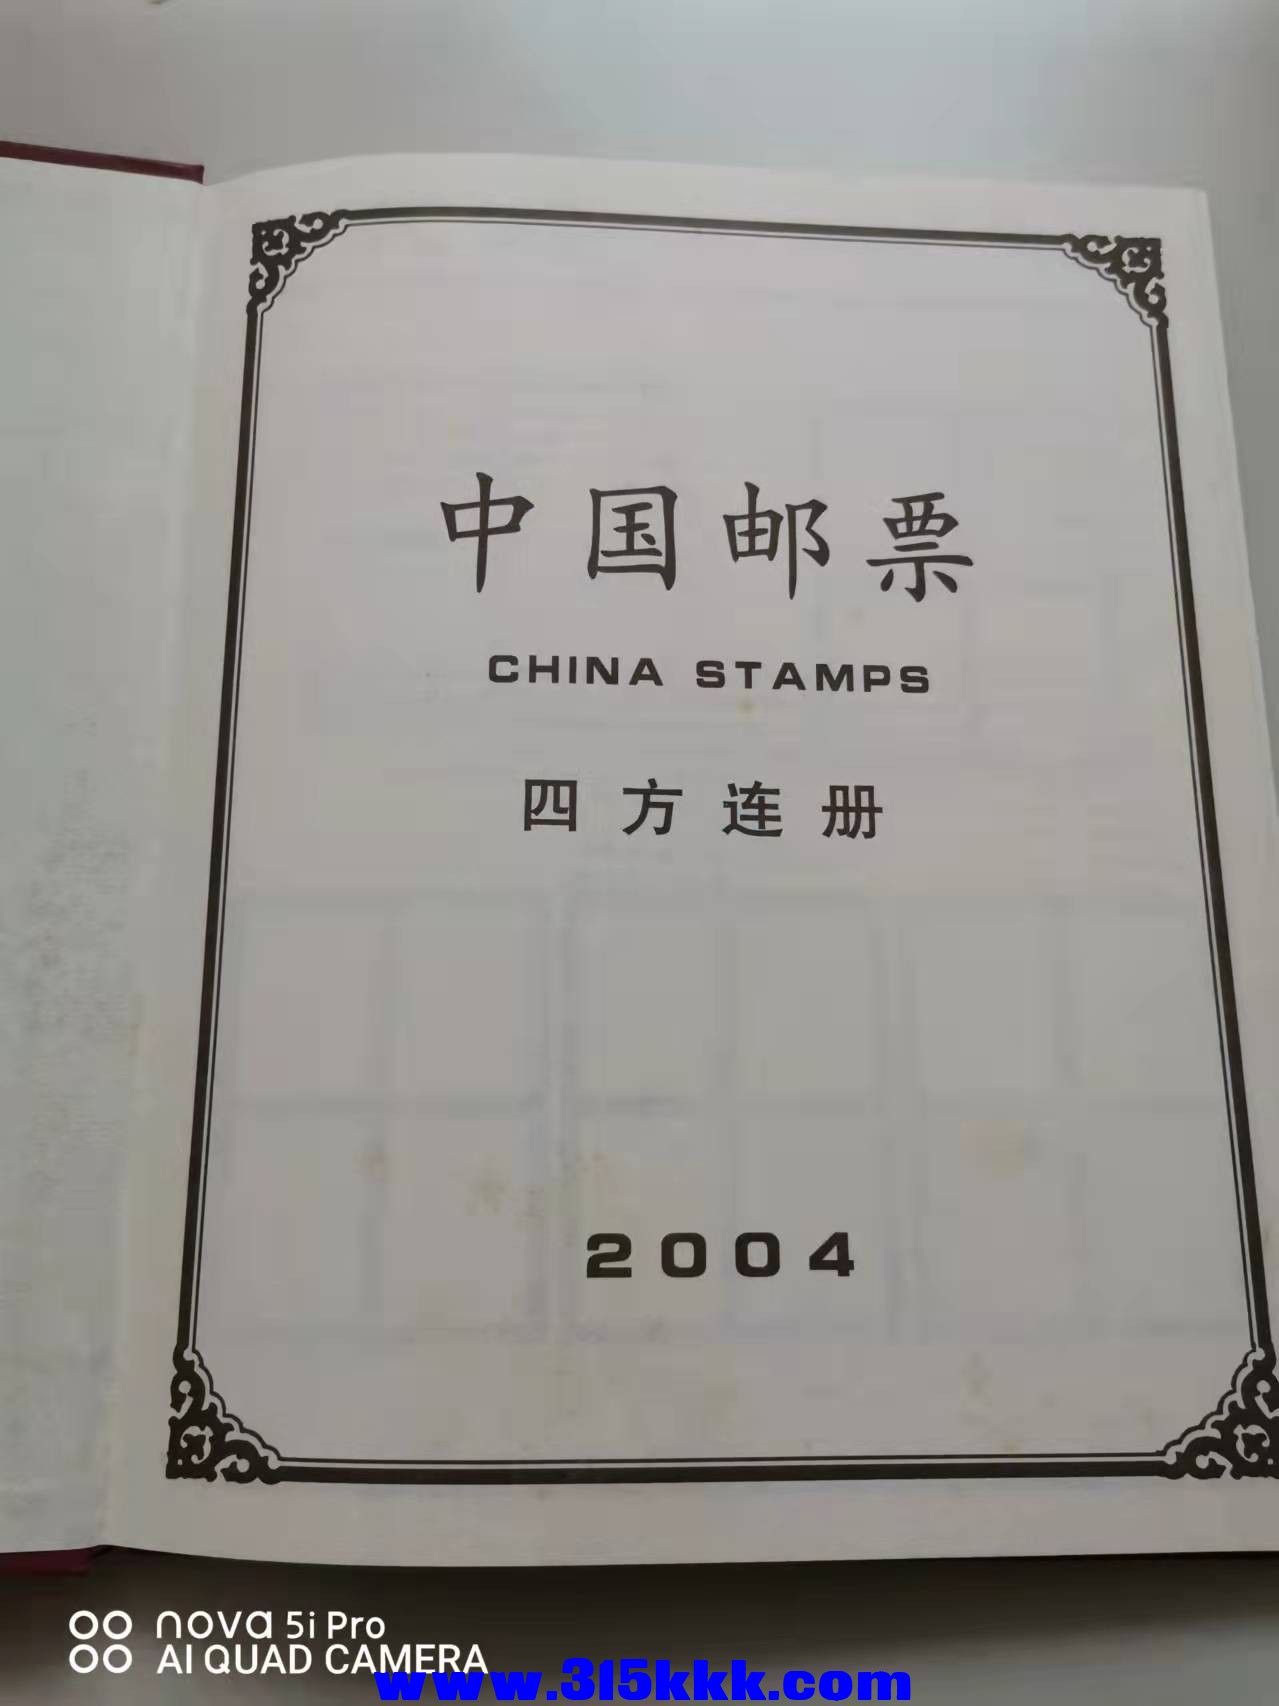 中国邮票
CHINA STAMPS
四方连册
2004
nova 5i Pro
AI QUAD CAMERA
www.315kkk.com